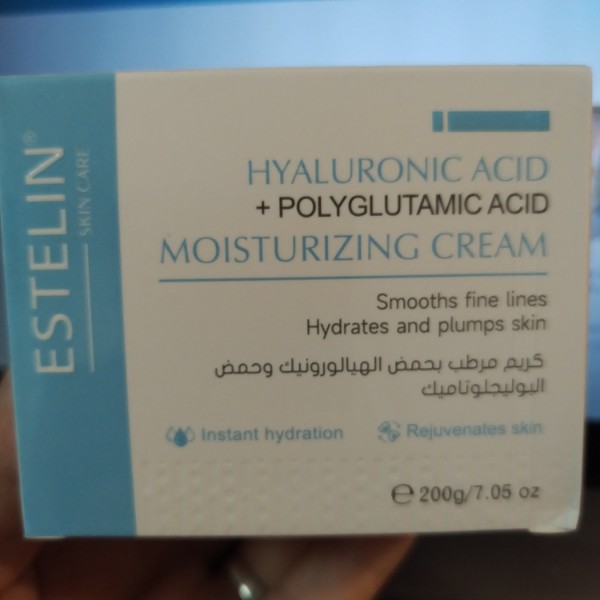 ESTELIN®
SKIN CARE
HYALURONIC ACID
+ POLYGLUTAMIC ACID
MOISTURIZING CREAM
Smooths fine lines
Hydrates and plumps skin
كريم مرطب بحمض الهيالورونيك وحمض
البوليجلوتاميك
Instant hydration
Rejuvenates skin
℮ 200g/7.05 oz